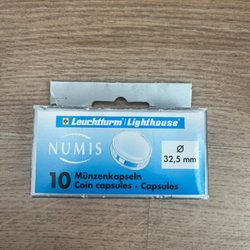 Leuchtturm | Lighthouse
NUMIS
Ø
32,5 mm
10 Münzenkapseln
Coin capsules - Capsules